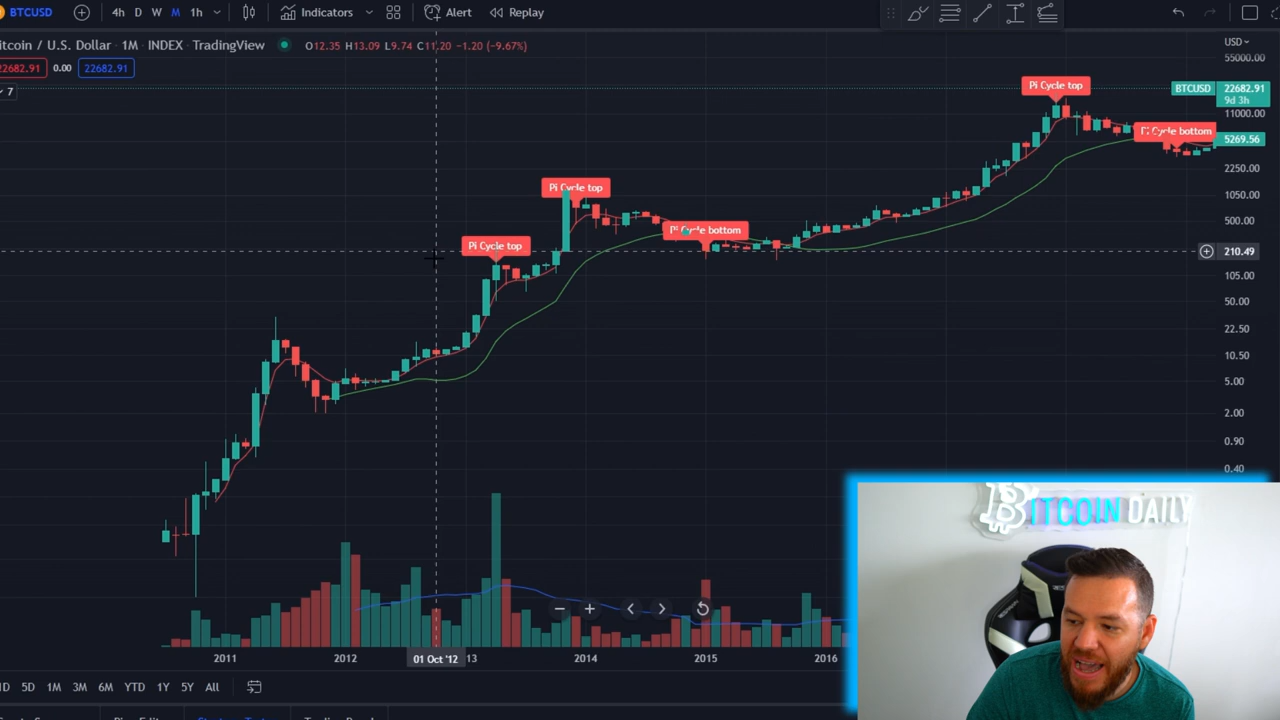 BTCUSD 4h D W M 1h Indicators Alert Replay
itcoin / U.S. Dollar · 1M · INDEX · TradingView O12.35 H13.09 L9.74 C11.20 −1.20 (−9.67%) USD
22682.91 0.00 22682.91
7
55000.00
BTCUSD 22682.91
9d 3h
11000.00
5269.56
2250.00
1050.00
500.00
210.49
105.00
50.00
22.50
10.50
5.00
2.00
0.90
0.40
Pi Cycle top
Pi Cycle bottom
Pi Cycle top
Pi Cycle bottom
Pi Cycle top
BITCOIN DAILY
2011 2012 01 Oct '12 13 2014 2015 2016
1D 5D 1M 3M 6M YTD 1Y 5Y All